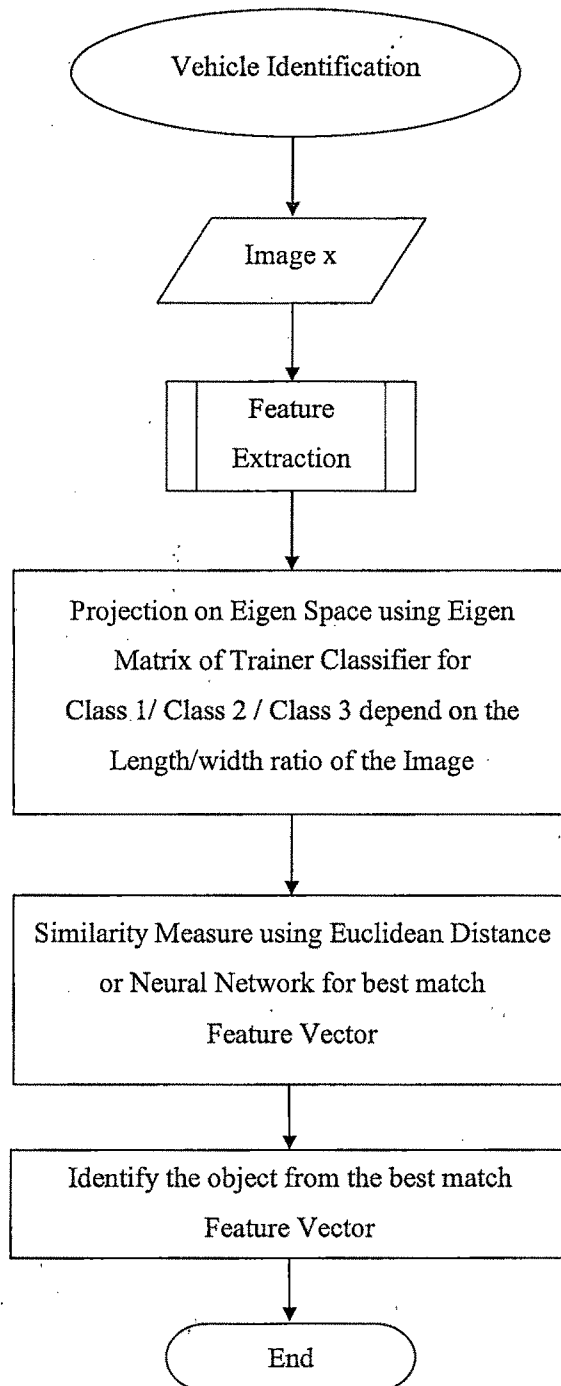 Vehicle Identification
Image x
Feature
Extraction
Projection on Eigen Space using Eigen
Matrix of Trainer Classifier for
Class 1/ Class 2 / Class 3 depend on the
Length/width ratio of the Image
Similarity Measure using Euclidean Distance
or Neural Network for best match
Feature Vector
Identify the object from the best match
Feature Vector
End